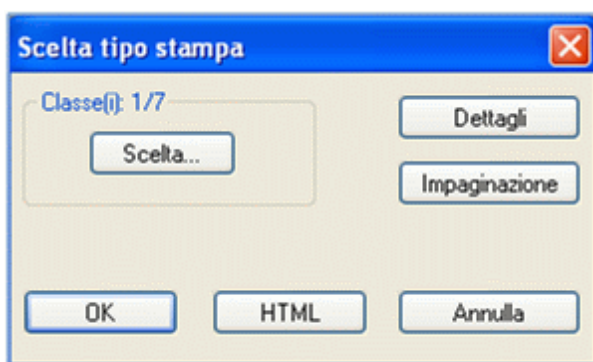 Scelta tipo stampa
Classe(i): 1/7
Scelta...
Dettagli
Impaginazione
OK
HTML
Annulla